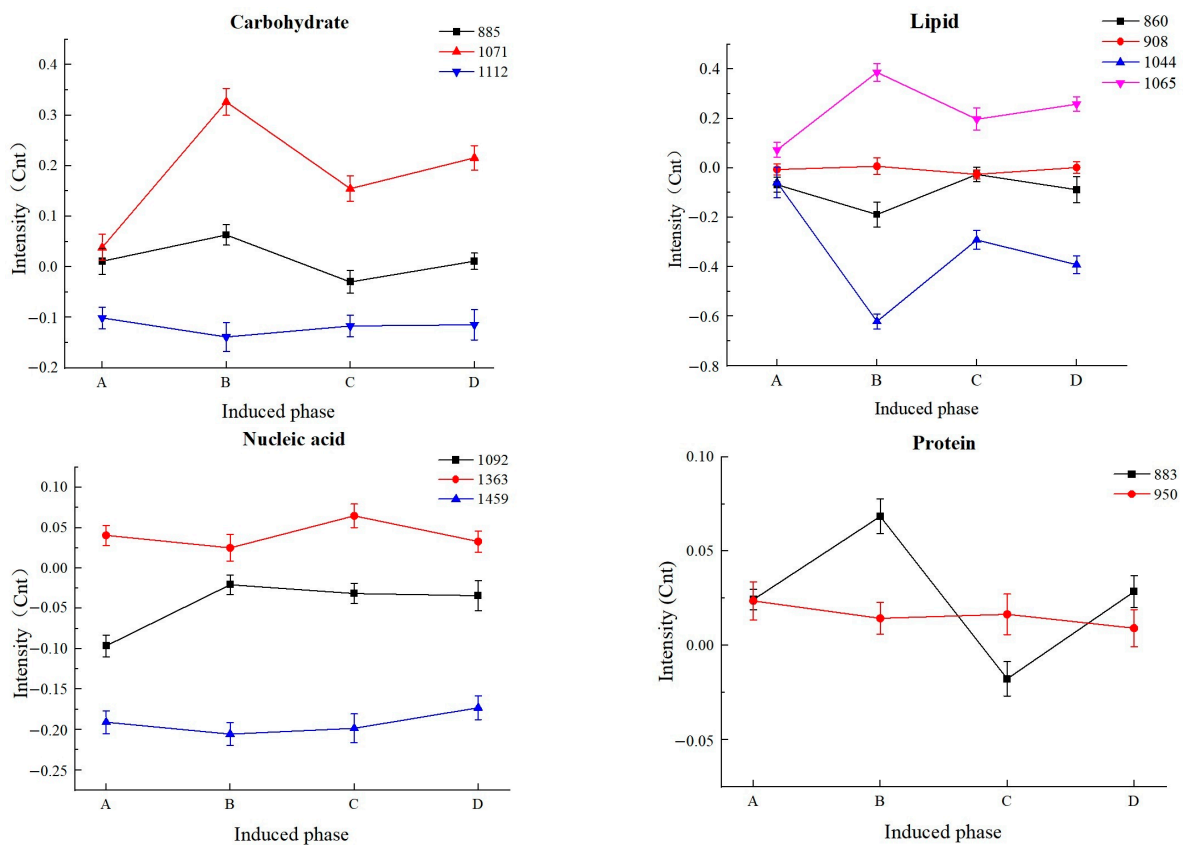 Carbohydrate
885
1071
1112
0.4
0.3
0.2
0.1
0.0
−0.1
−0.2
Intensity（Cnt）
A B C D
Induced phase
Lipid
860
908
1044
1065
0.4
0.2
0.0
−0.2
−0.4
−0.6
−0.8
Intensity（Cnt）
A B C D
Induced phase
Nucleic acid
1092
1363
1459
0.10
0.05
0.00
−0.05
−0.10
−0.15
−0.20
−0.25
Intensity（Cnt）
A B C D
Induced phase
Protein
883
950
0.10
0.05
0.00
−0.05
Intensity (Cnt)
A B C D
Induced phase